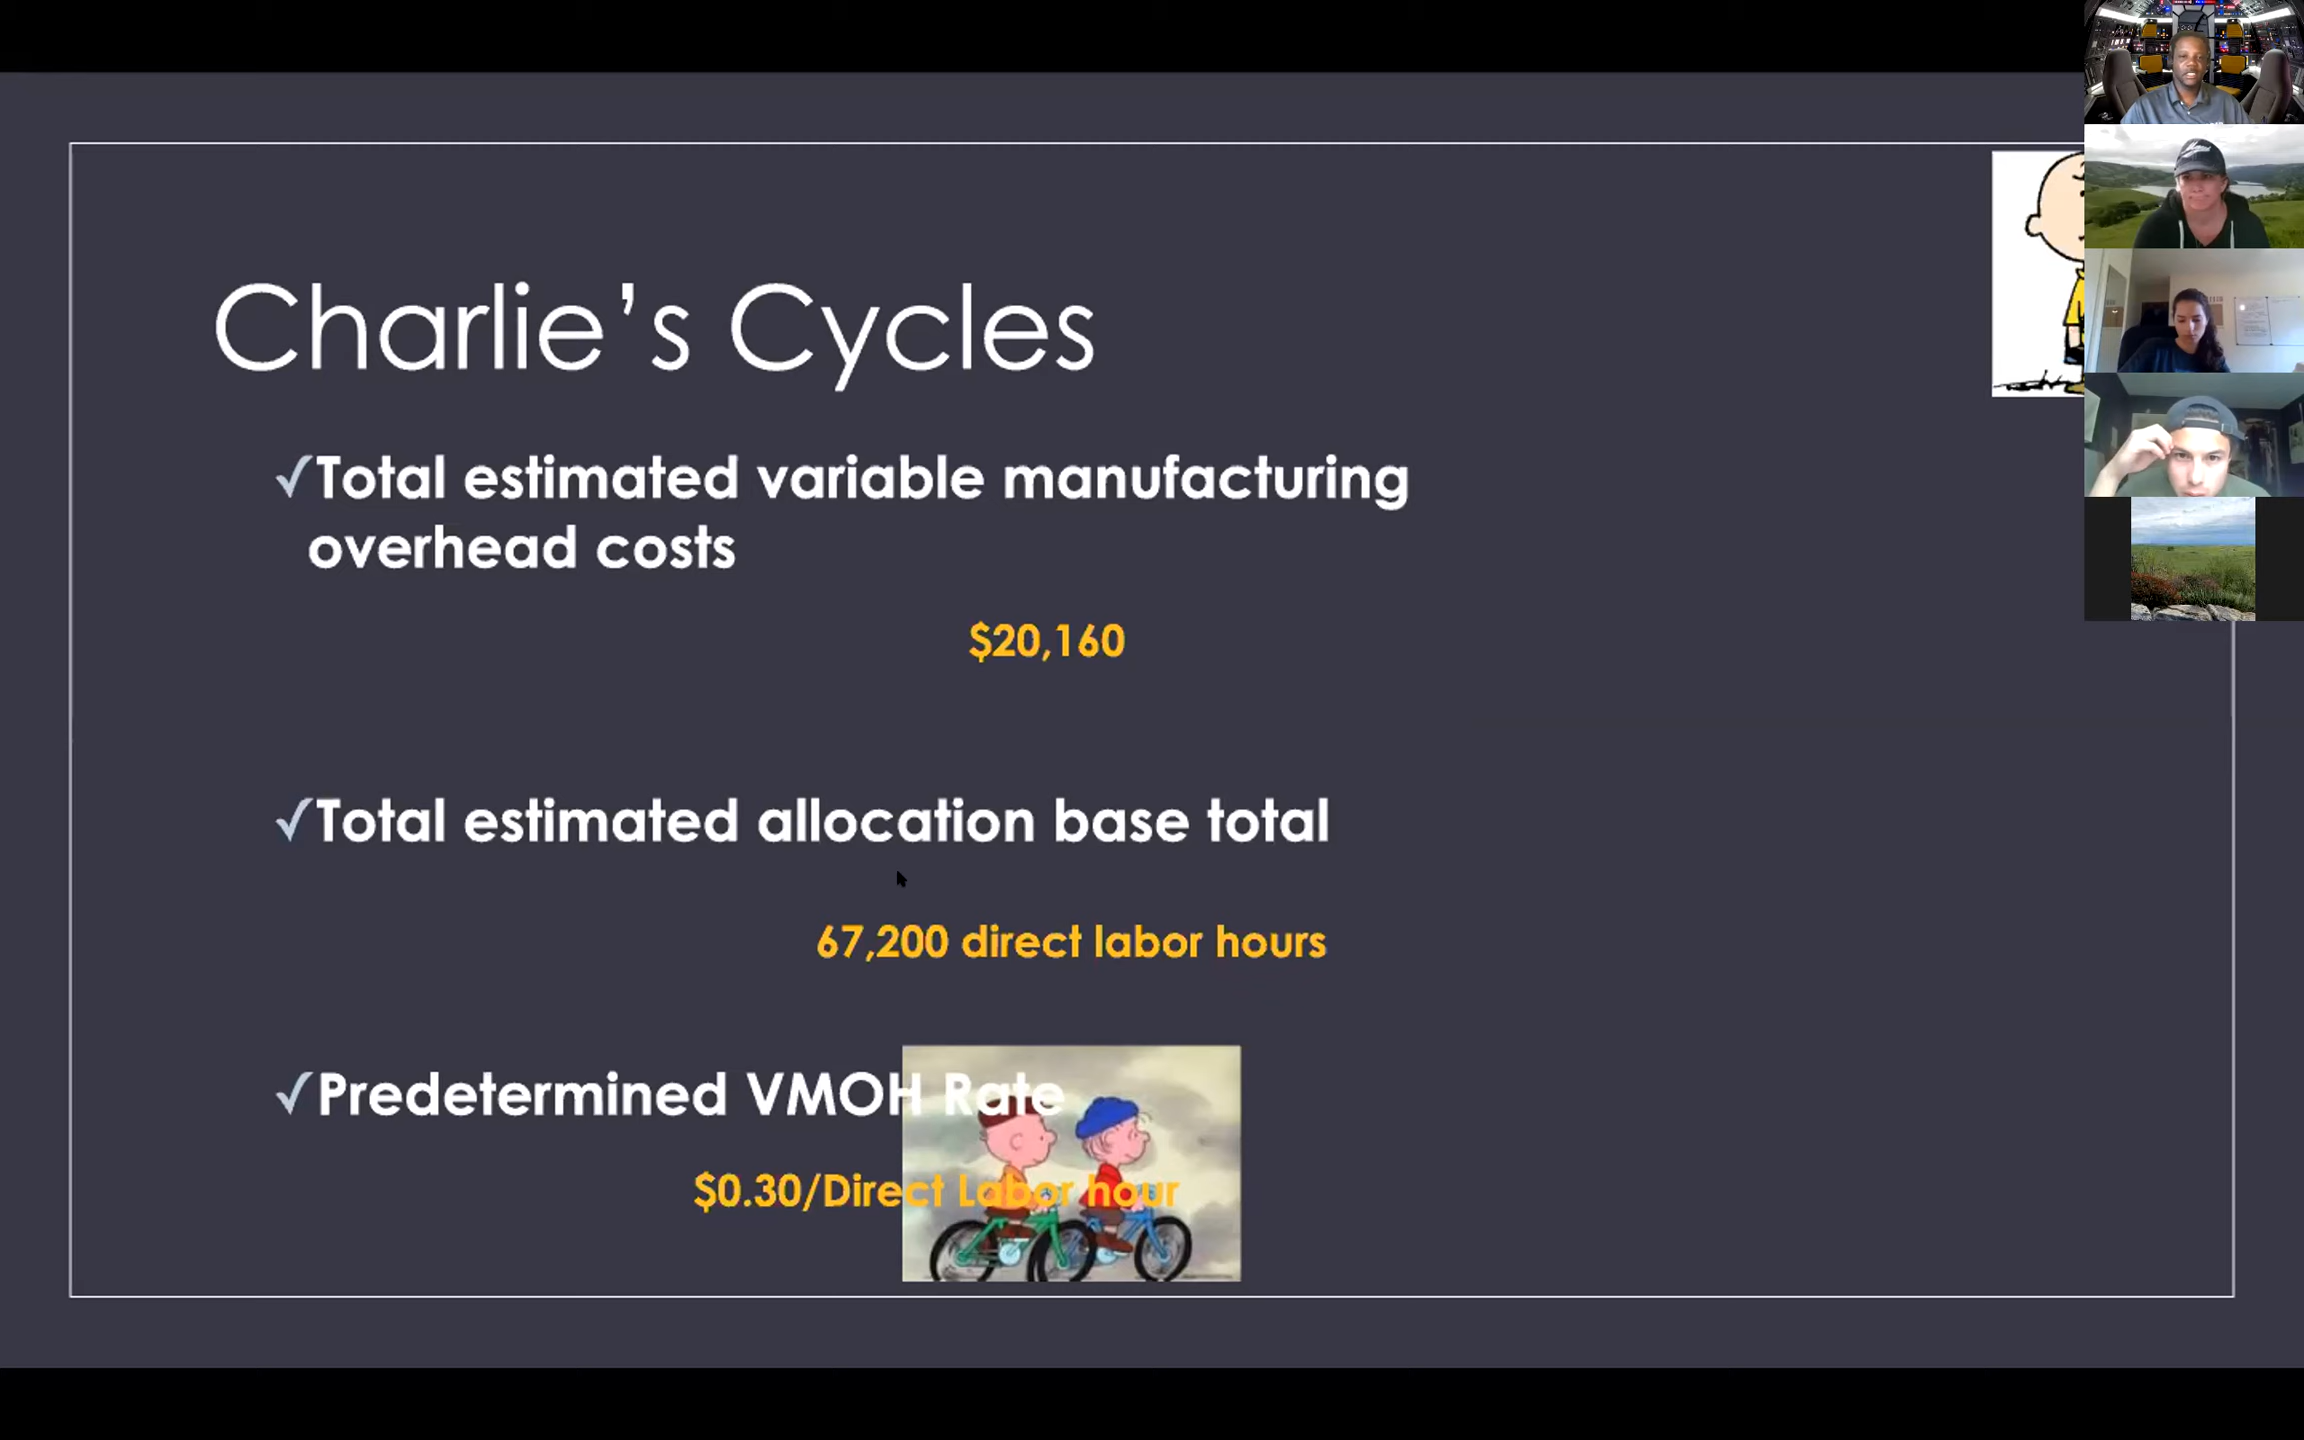 Charlie’s Cycles
✓Total estimated variable manufacturing
overhead costs
$20,160
✓Total estimated allocation base total
67,200 direct labor hours
✓Predetermined VMOH Rate
$0.30/Direct Labor hour